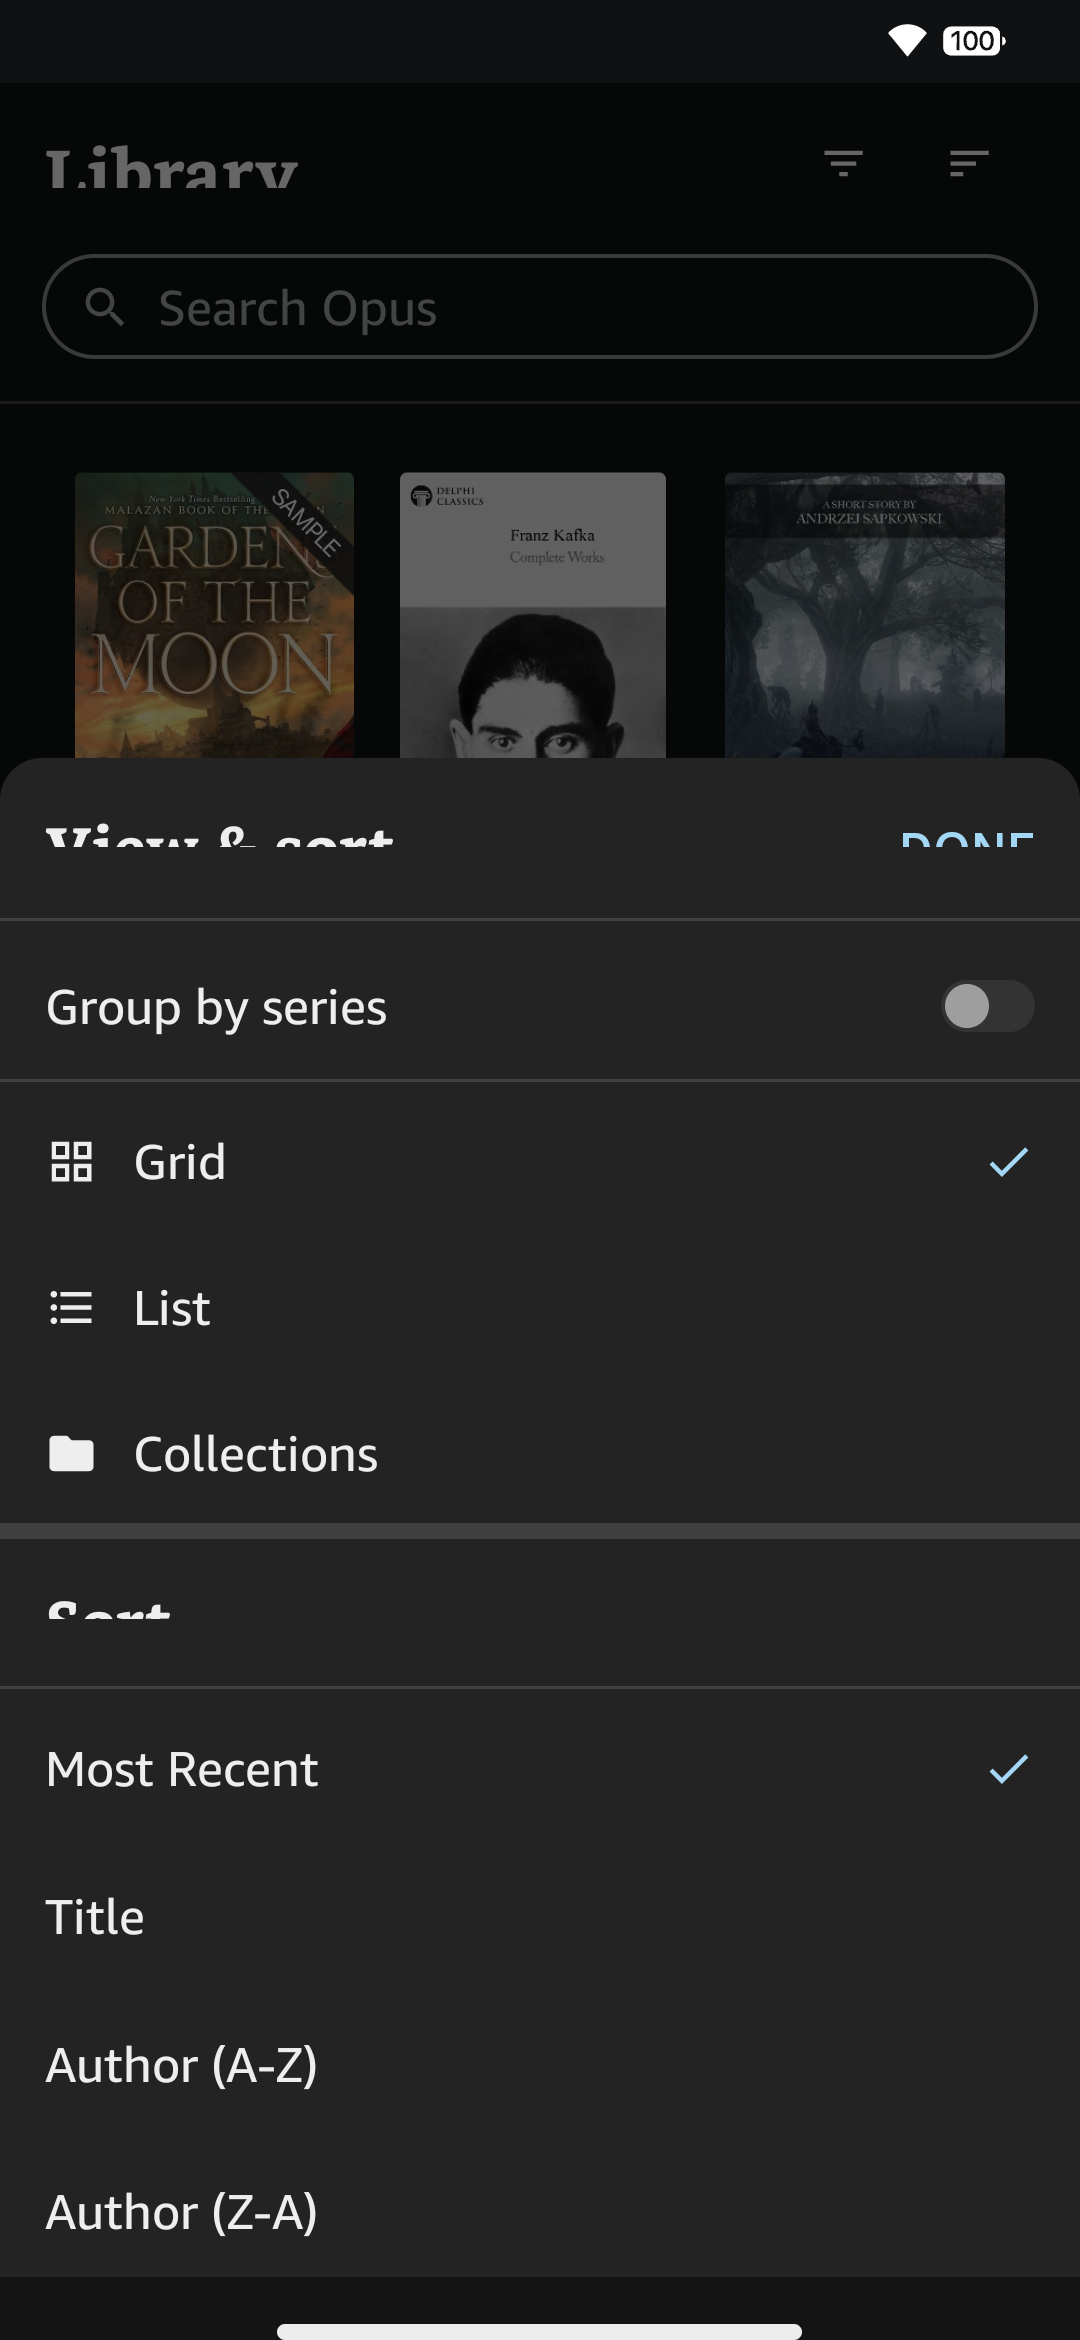 100
Library
Search Opus
New York Times Bestselling
MALAZAN BOOK OF THE
SAMPLE
GARDENS
OF THE
MOON
DELPHI
CLASSICS
Franz Kafka
Complete Works
A SHORT STORY BY
ANDRZEJ SAPKOWSKI
View & sort
DONE
Group by series
Grid
List
Collections
Sort
Most Recent
Title
Author (A-Z)
Author (Z-A)